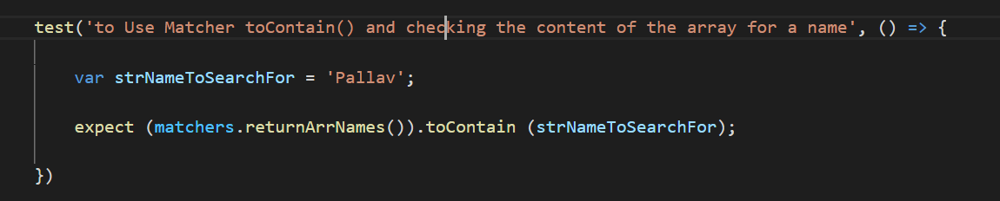 test('to Use Matcher toContain() and checking the content of the array for a name', () => {
var strNameToSearchFor = 'Pallav';
expect (matchers.returnArrNames()).toContain (strNameToSearchFor);
})